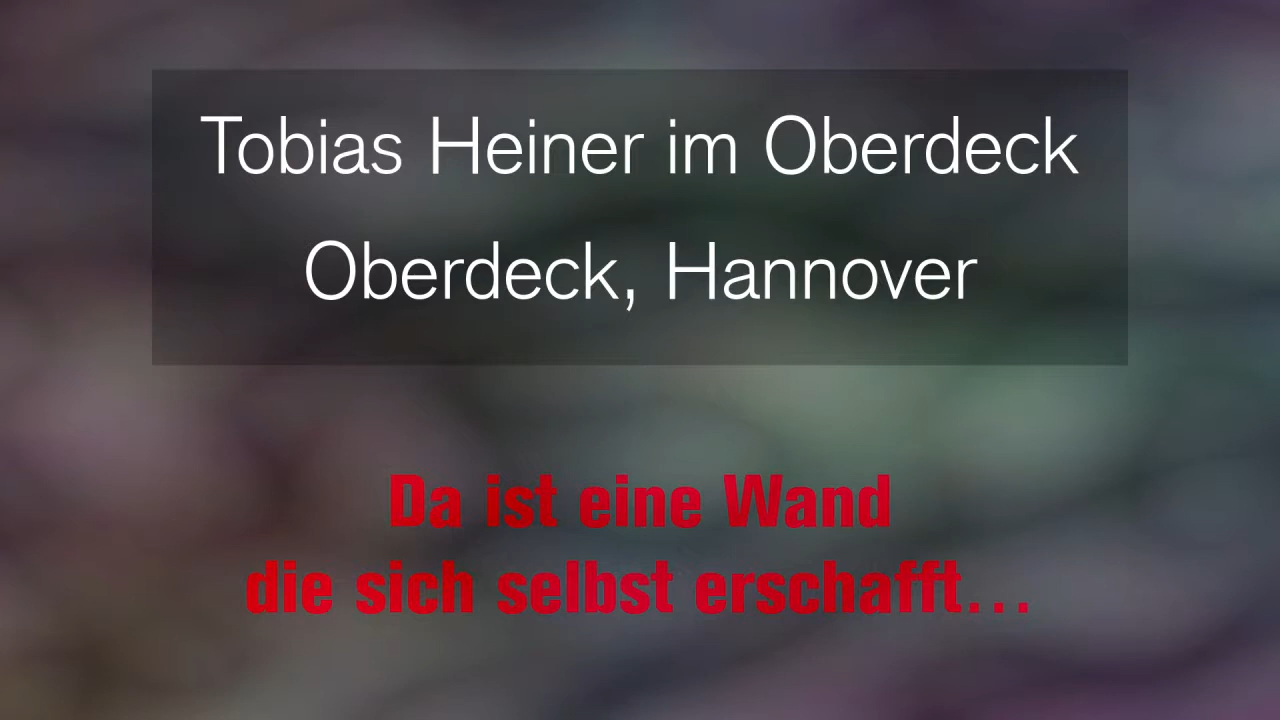 Tobias Heiner im Oberdeck
Oberdeck, Hannover
Da ist eine Wand
die sich selbst erschafft...